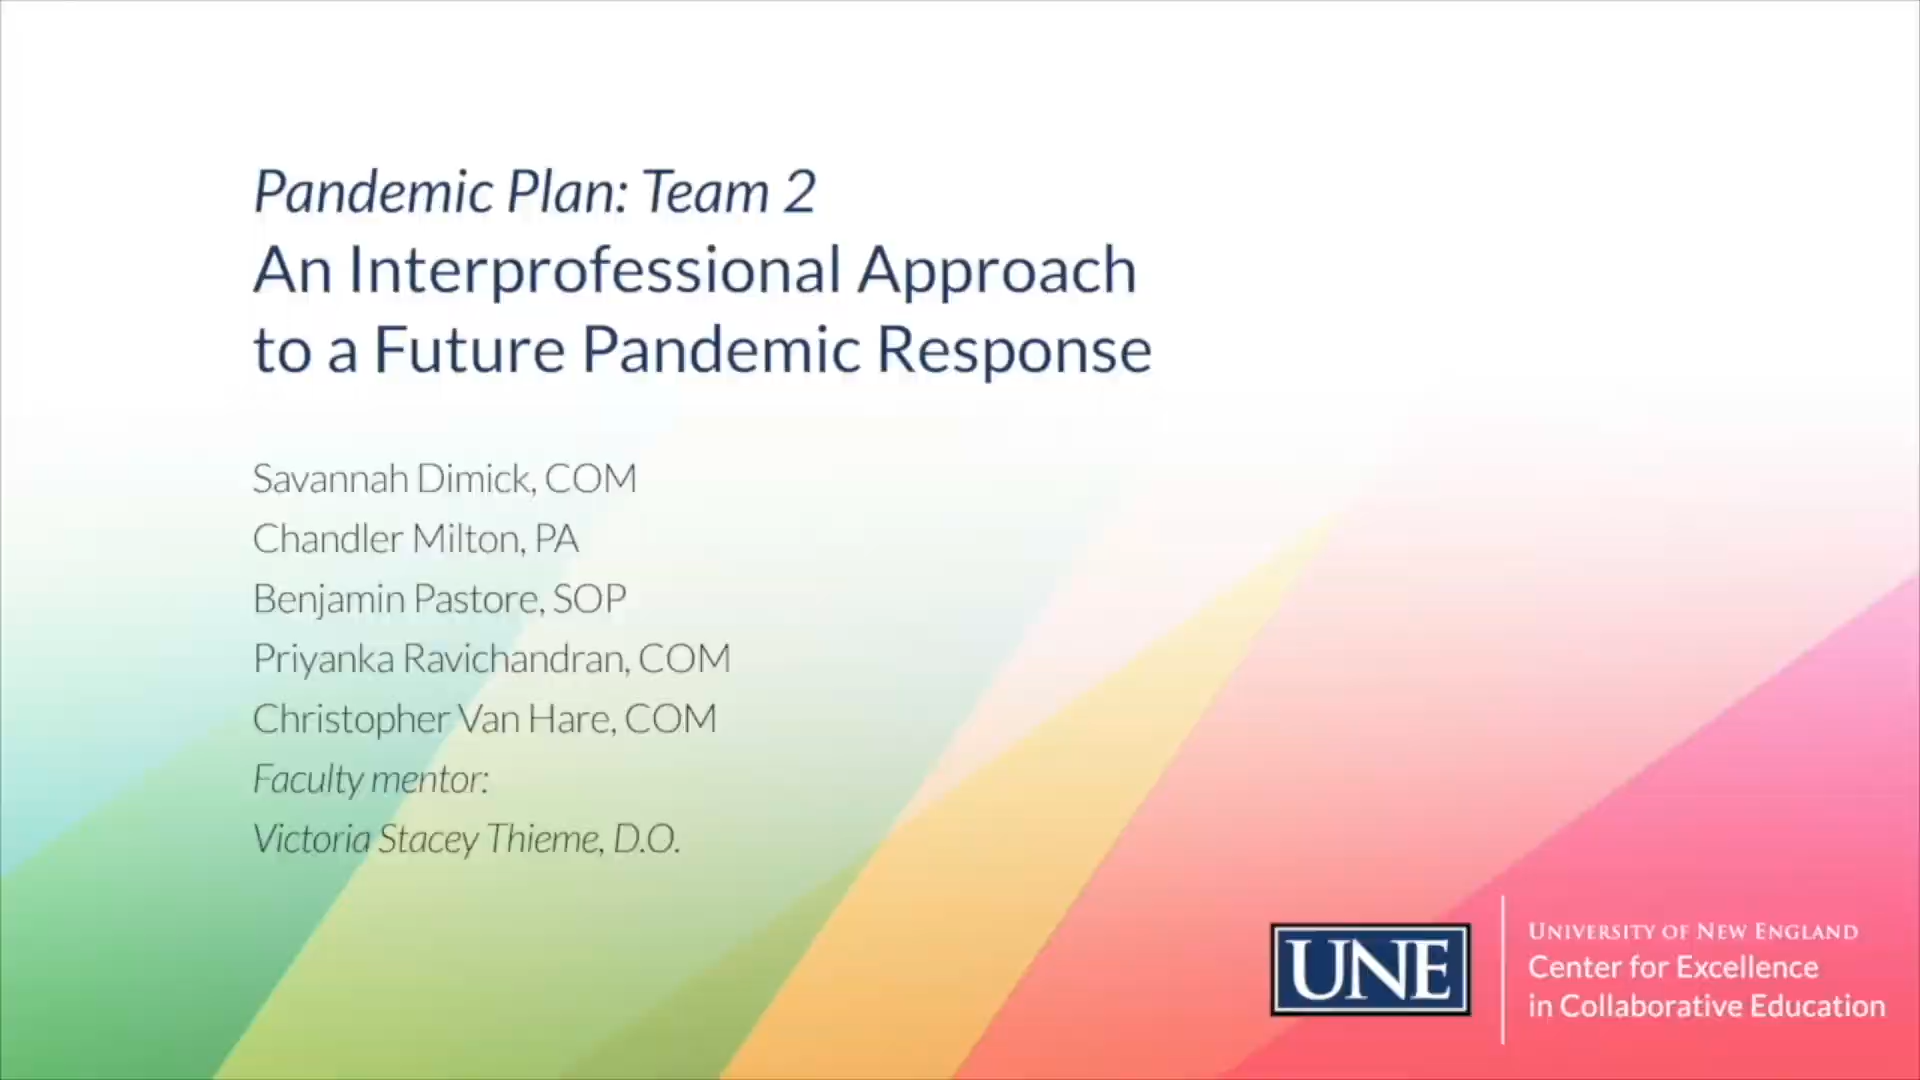 Pandemic Plan: Team 2
An Interprofessional Approach
to a Future Pandemic Response
Savannah Dimick, COM
Chandler Milton, PA
Benjamin Pastore, SOP
Priyanka Ravichandran, COM
Christopher Van Hare, COM
Faculty mentor:
Victoria Stacey Thieme, D.O.
UNE
University of New England
Center for Excellence
in Collaborative Education